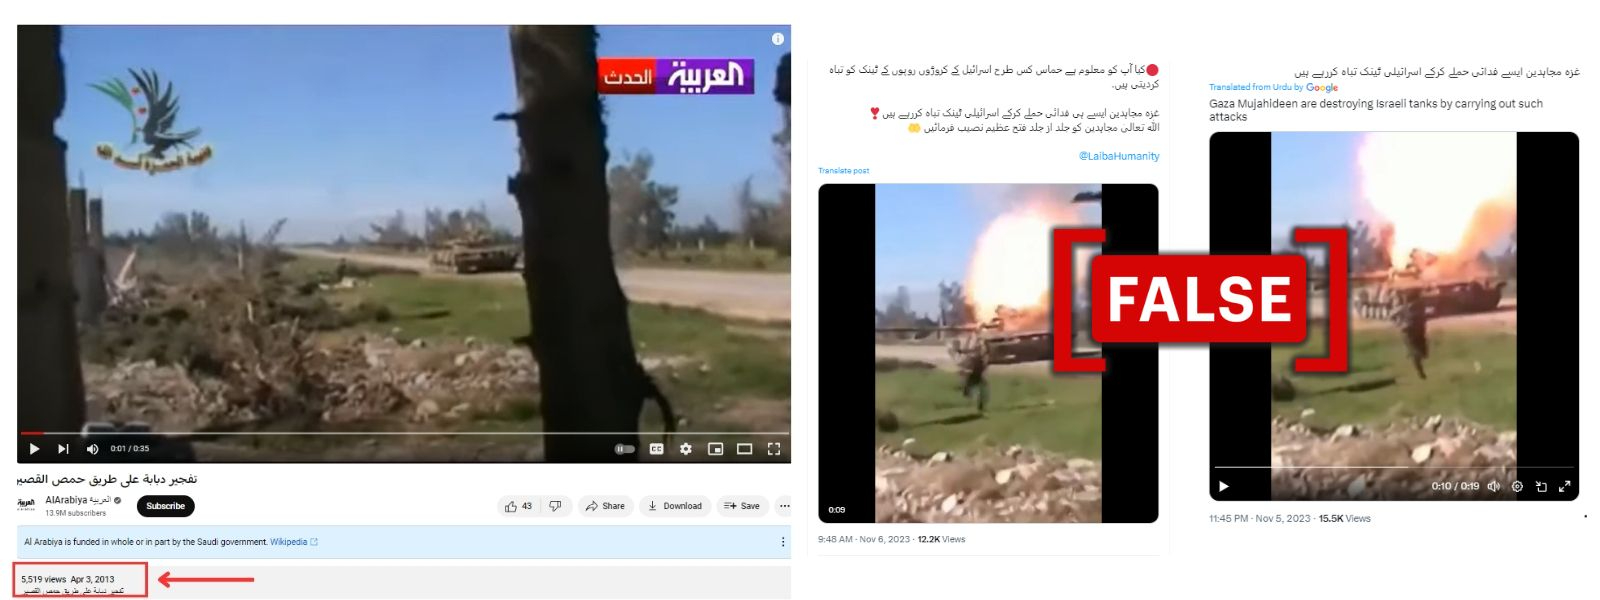 العربية الحدث
0:01 / 0:35
تفجير دبابة على طريق حمص القصير
AlArabiya العربية
13.9M subscribers
Subscribe
43
Share
Download
Save
Al Arabiya is funded in whole or in part by the Saudi government. Wikipedia
5,519 views Apr 3, 2013
تفجير دبابة على طريق حمص القصير
کیا آپ کو معلوم ہے حماس کس طرح اسرائیل کے کروڑوں روپوں کے ٹینک کو تباہ
کردیتی ہیں.
غزہ مجاہدین ایسے ہی فدائی حملے کرکے اسرائیلی ٹینک تباہ کررہے ہیں❣
اللّٰه تعالٰی مجاہدین کو جلد از جلد فتح عظیم نصیب فرمائیں 🤲
@LaibaHumanity
Translate post
0:09
9:48 AM · Nov 6, 2023 · 12.2K Views
FALSE
غزہ مجاہدین ایسے فدائی حملے کرکے اسرائیلی ٹینک تباہ کررہے ہیں
Translated from Urdu by Google
Gaza Mujahideen are destroying Israeli tanks by carrying out such
attacks
0:10 / 0:19
11:45 PM · Nov 5, 2023 · 15.5K Views